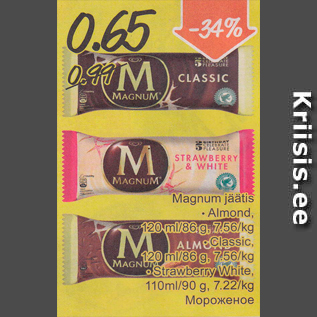 0.65
-34%
0.99
CLASSIC
MAGNUM
STRAWBERRY
& WHITE
MAGNUM
Magnum jäätis
• Almond,
120 ml/86 g, 7.56/kg
• Classic,
120 ml/86 g, 7.56/kg
• Strawberry White,
110ml/90 g, 7.22/kg
Мороженое
ALM
Kriisis.ee